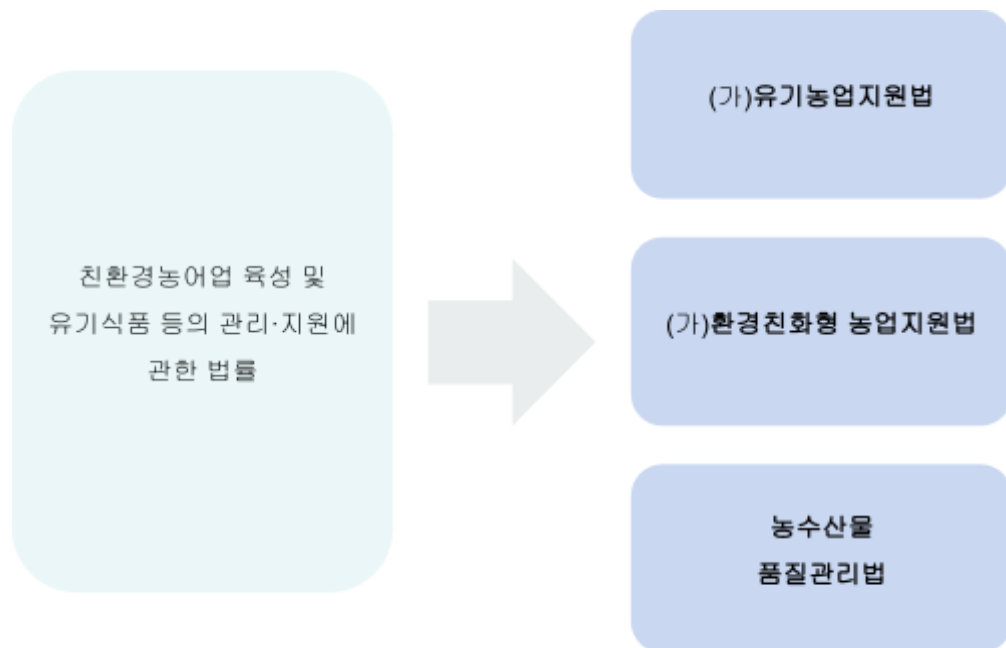 친환경농어업 육성 및
유기식품 등의 관리·지원에
관한 법률
(가)유기농업지원법
(가)환경친화형 농업지원법
농수산물
품질관리법